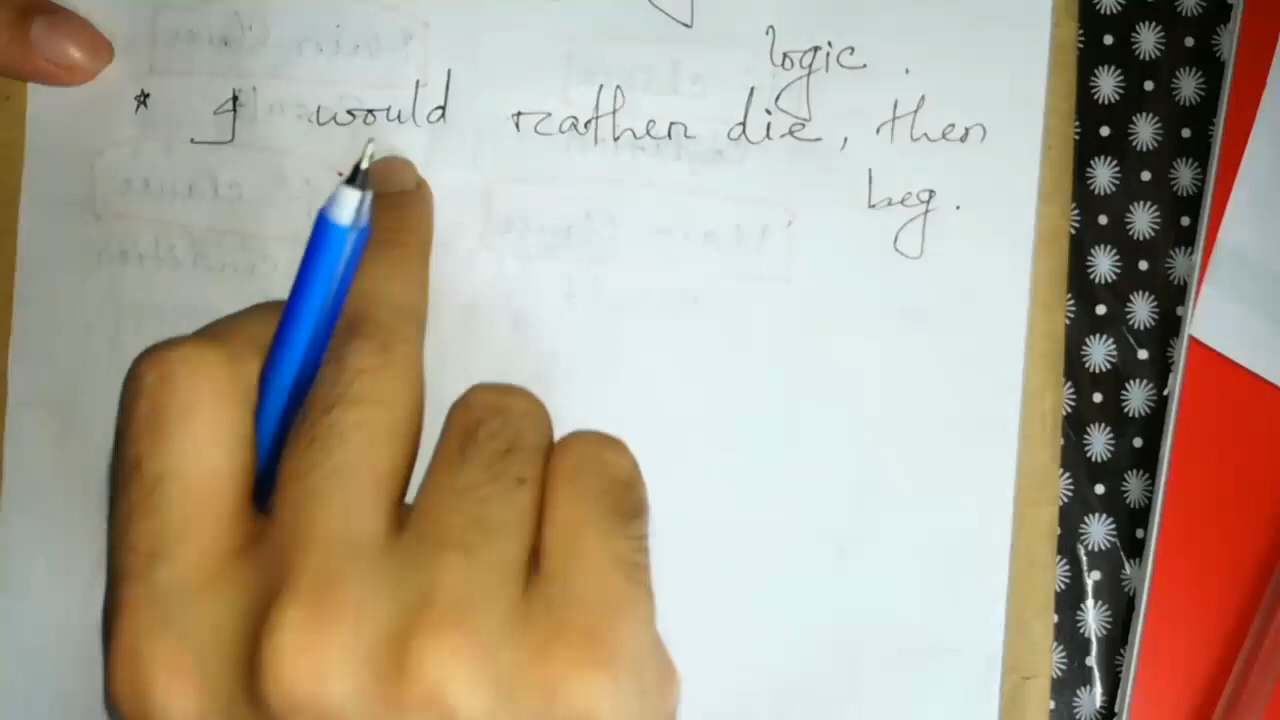 logic.
* I would rather die, then
beg.